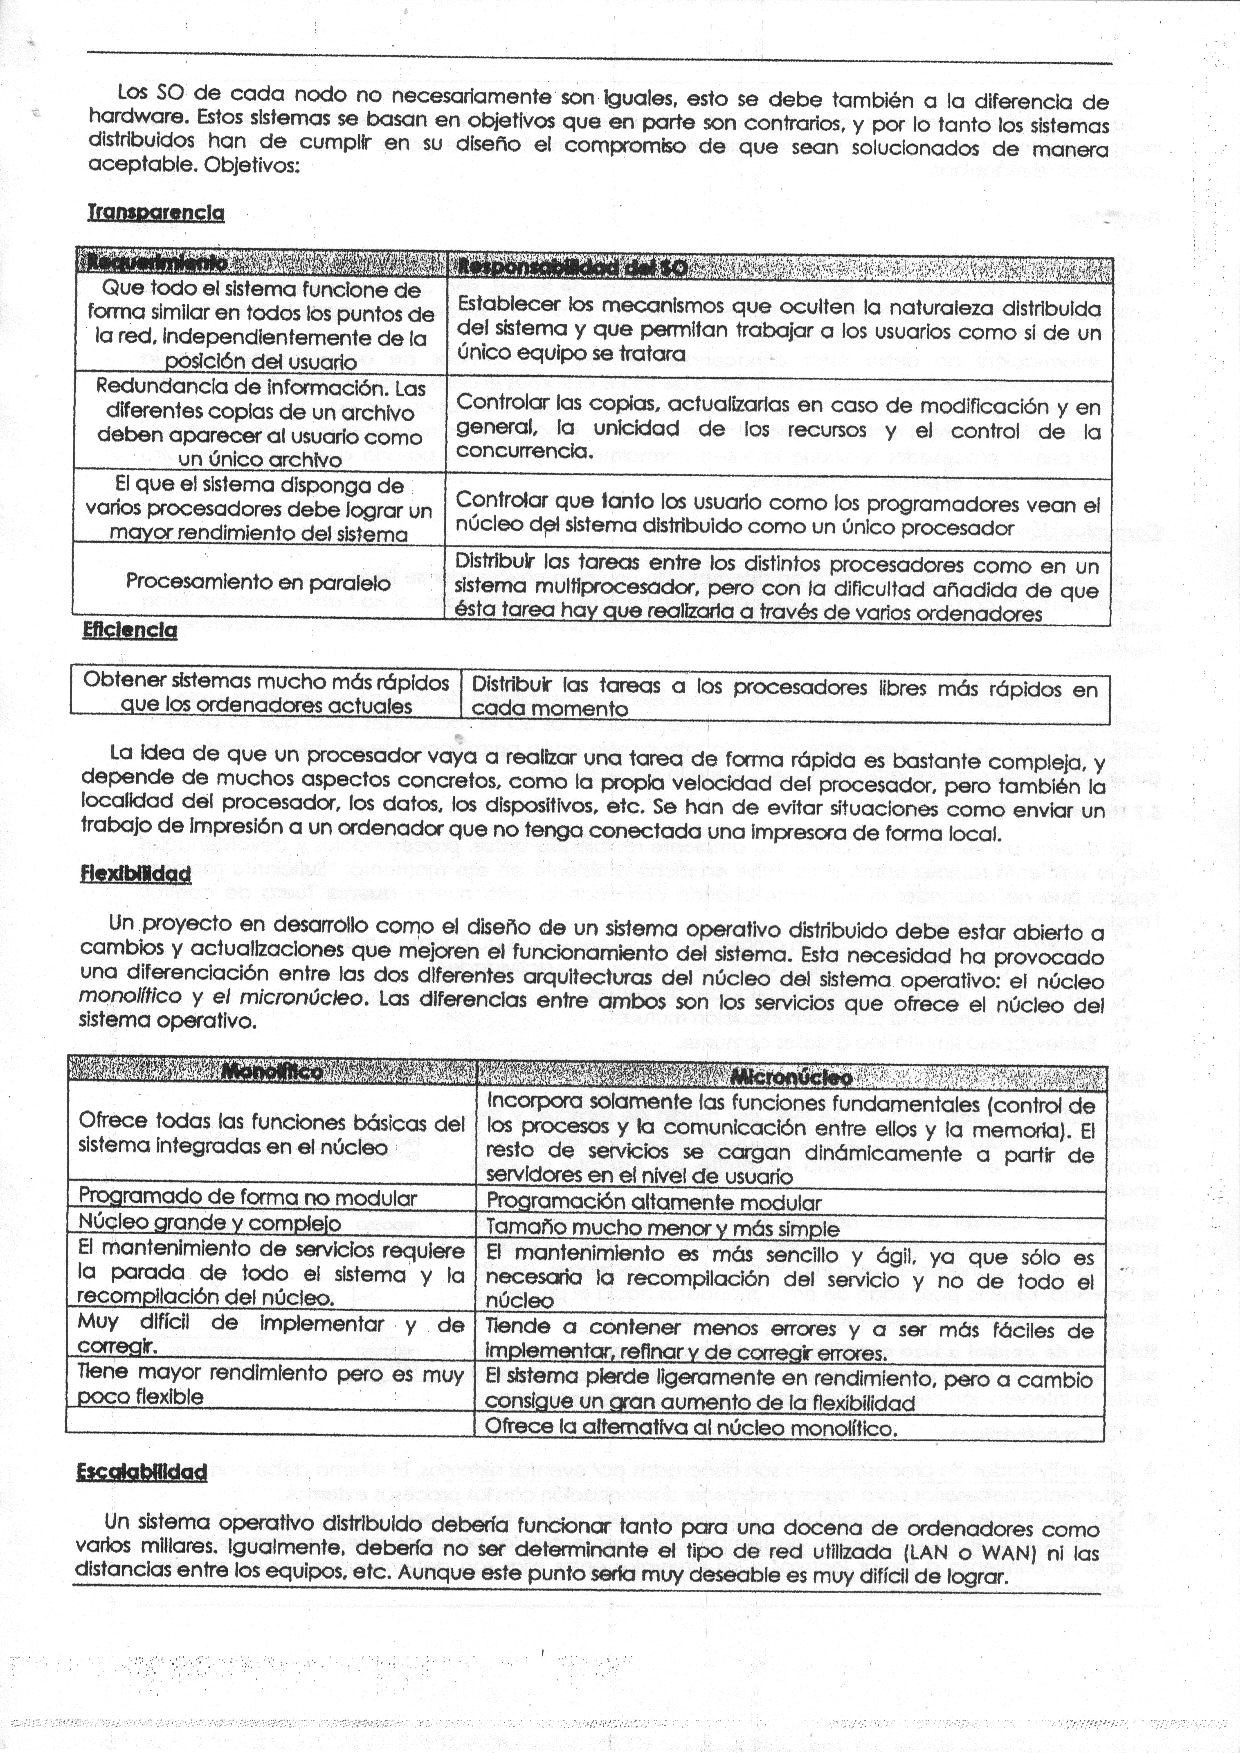 Los SO de cada nodo no necesariamente son iguales, esto se debe también a la diferencia de
hardware. Estos sistemas se basan en objetivos que en parte son contrarios, y por lo tanto los sistemas
distribuidos han de cumplir en su diseño el compromiso de que sean solucionados de manera
aceptable. Objetivos:
Transparencia
Requerimiento
Responsabilidad del SO
Que todo el sistema funcione de
forma similar en todos los puntos de
la red, independientemente de la
posición del usuario
Establecer los mecanismos que oculten la naturaleza distribuida
del sistema y que permitan trabajar a los usuarios como si de un
único equipo se tratara
Redundancia de información. Las
diferentes copias de un archivo
deben aparecer al usuario como
un único archivo
Controlar las copias, actualizarlas en caso de modificación y en
general, la unicidad de los recursos y el control de la
concurrencia.
El que el sistema disponga de
varios procesadores debe lograr un
mayor rendimiento del sistema
Controlar que tanto los usuario como los programadores vean el
núcleo del sistema distribuido como un único procesador
Procesamiento en paralelo
Distribuir las tareas entre los distintos procesadores como en un
sistema multiprocesador, pero con la dificultad añadida de que
ésta tarea hay que realizarla a través de varios ordenadores
Eficiencia
Obtener sistemas mucho más rápidos
que los ordenadores actuales
Distribuir las tareas a los procesadores libres más rápidos en
cada momento
La idea de que un procesador vaya a realizar una tarea de forma rápida es bastante compleja, y
depende de muchos aspectos concretos, como la propia velocidad del procesador, pero también la
localidad del procesador, los datos, los dispositivos, etc. Se han de evitar situaciones como enviar un
trabajo de impresión a un ordenador que no tenga conectada una impresora de forma local.
Flexibilidad
Un proyecto en desarrollo como el diseño de un sistema operativo distribuido debe estar abierto a
cambios y actualizaciones que mejoren el funcionamiento del sistema. Esta necesidad ha provocado
una diferenciación entre las dos diferentes arquitecturas del núcleo del sistema operativo: el núcleo
monolítico y el micronúcleo. Las diferencias entre ambos son los servicios que ofrece el núcleo del
sistema operativo.
Monolítico
Micronúcleo
Ofrece todas las funciones básicas del
sistema integradas en el núcleo
Incorpora solamente las funciones fundamentales (control de
los procesos y la comunicación entre ellos y la memoria). El
resto de servicios se cargan dinámicamente a partir de
servidores en el nivel de usuario
Programado de forma no modular
Programación altamente modular
Núcleo grande y complejo
Tamaño mucho menor y más simple
El mantenimiento de servicios requiere
la parada de todo el sistema y la
recompilación del núcleo.
El mantenimiento es más sencillo y ágil, ya que sólo es
necesaria la recompilación del servicio y no de todo el
núcleo
Muy difícil de implementar y de
corregir.
Tiende a contener menos errores y a ser más fáciles de
implementar, refinar y de corregir errores.
Tiene mayor rendimiento pero es muy
poco flexible
El sistema pierde ligeramente en rendimiento, pero a cambio
consigue un gran aumento de la flexibilidad
Ofrece la alternativa al núcleo monolítico.
Escalabilidad
Un sistema operativo distribuido debería funcionar tanto para una docena de ordenadores como
varios millares. Igualmente, debería no ser determinante el tipo de red utilizada (LAN o WAN) ni las
distancias entre los equipos, etc. Aunque este punto sería muy deseable es muy difícil de lograr.